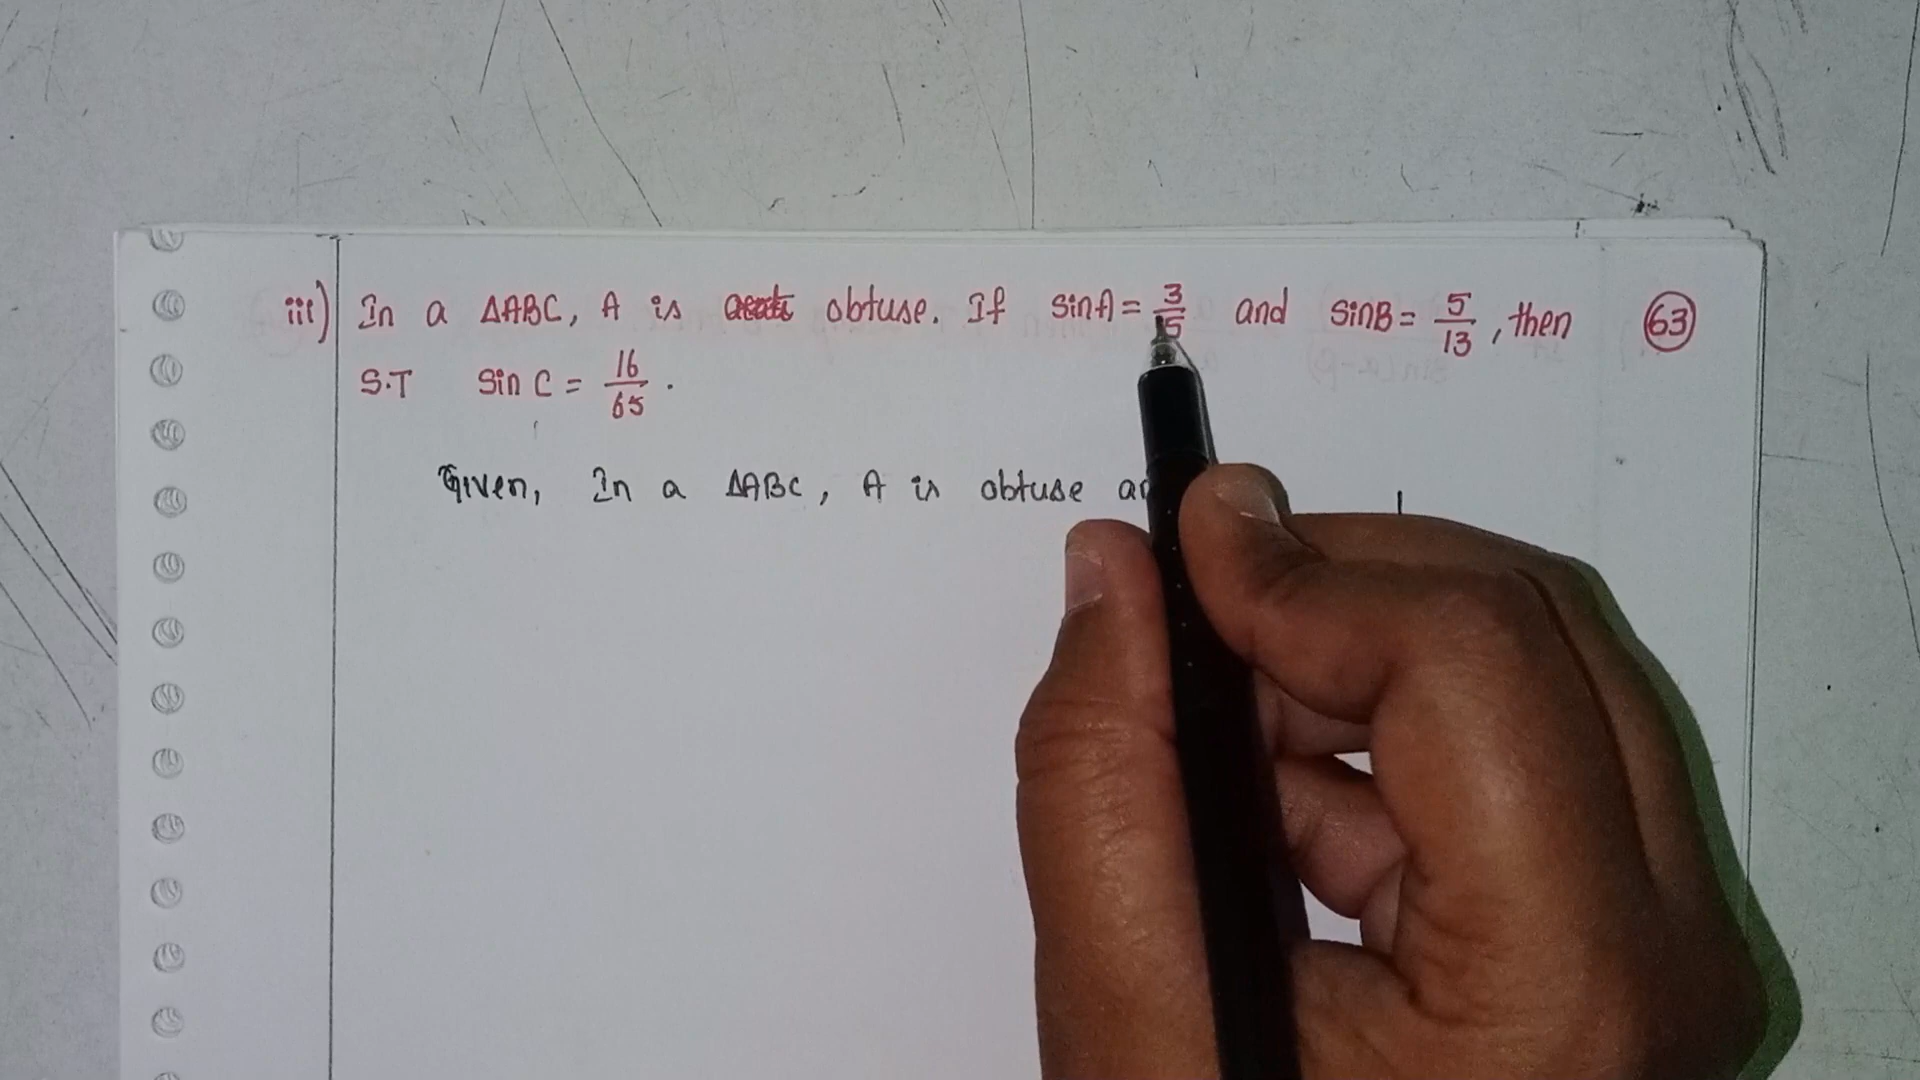 iii) In a ΔABC, A is obtuse. If sinA = 3/5 and sinB = 5/13, then (63)
S.T sin C = 16/65.
Given, In a ΔABC, A is obtuse